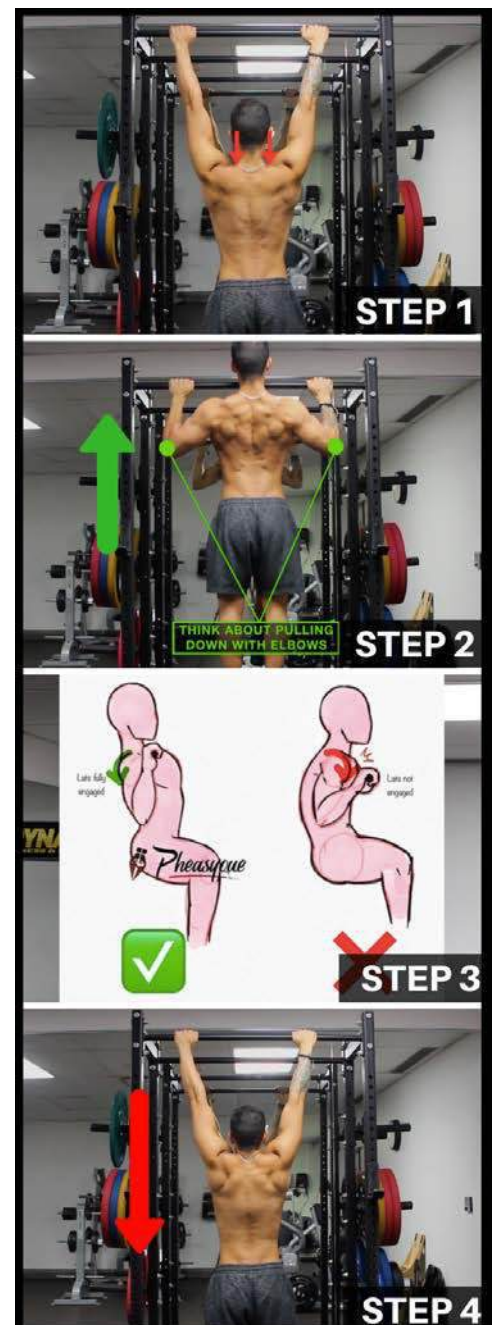 STEP 1
THINK ABOUT PULLING
DOWN WITH ELBOWS
STEP 2
Lats fully
engaged
Lats not
engaged
Pheasyque
STEP 3
STEP 4